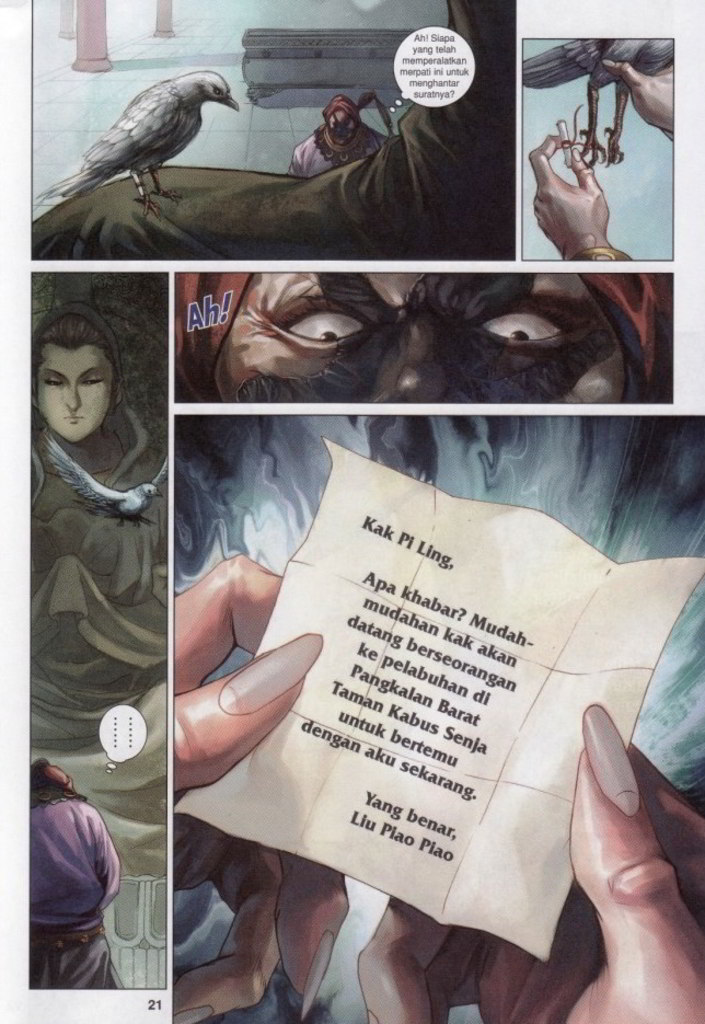 Ah! Siapa
yang telah
memperalatkan
merpati ini untuk
menghantar
suratnya?
Ah!
Kak Pi Ling,
Apa khabar? Mudah-
mudahan kak akan
datang berseorangan
ke pelabuhan di
Pangkalan Barat
Taman Kabus Senja
untuk bertemu
dengan aku sekarang.
Yang benar,
Liu Piao Piao
21